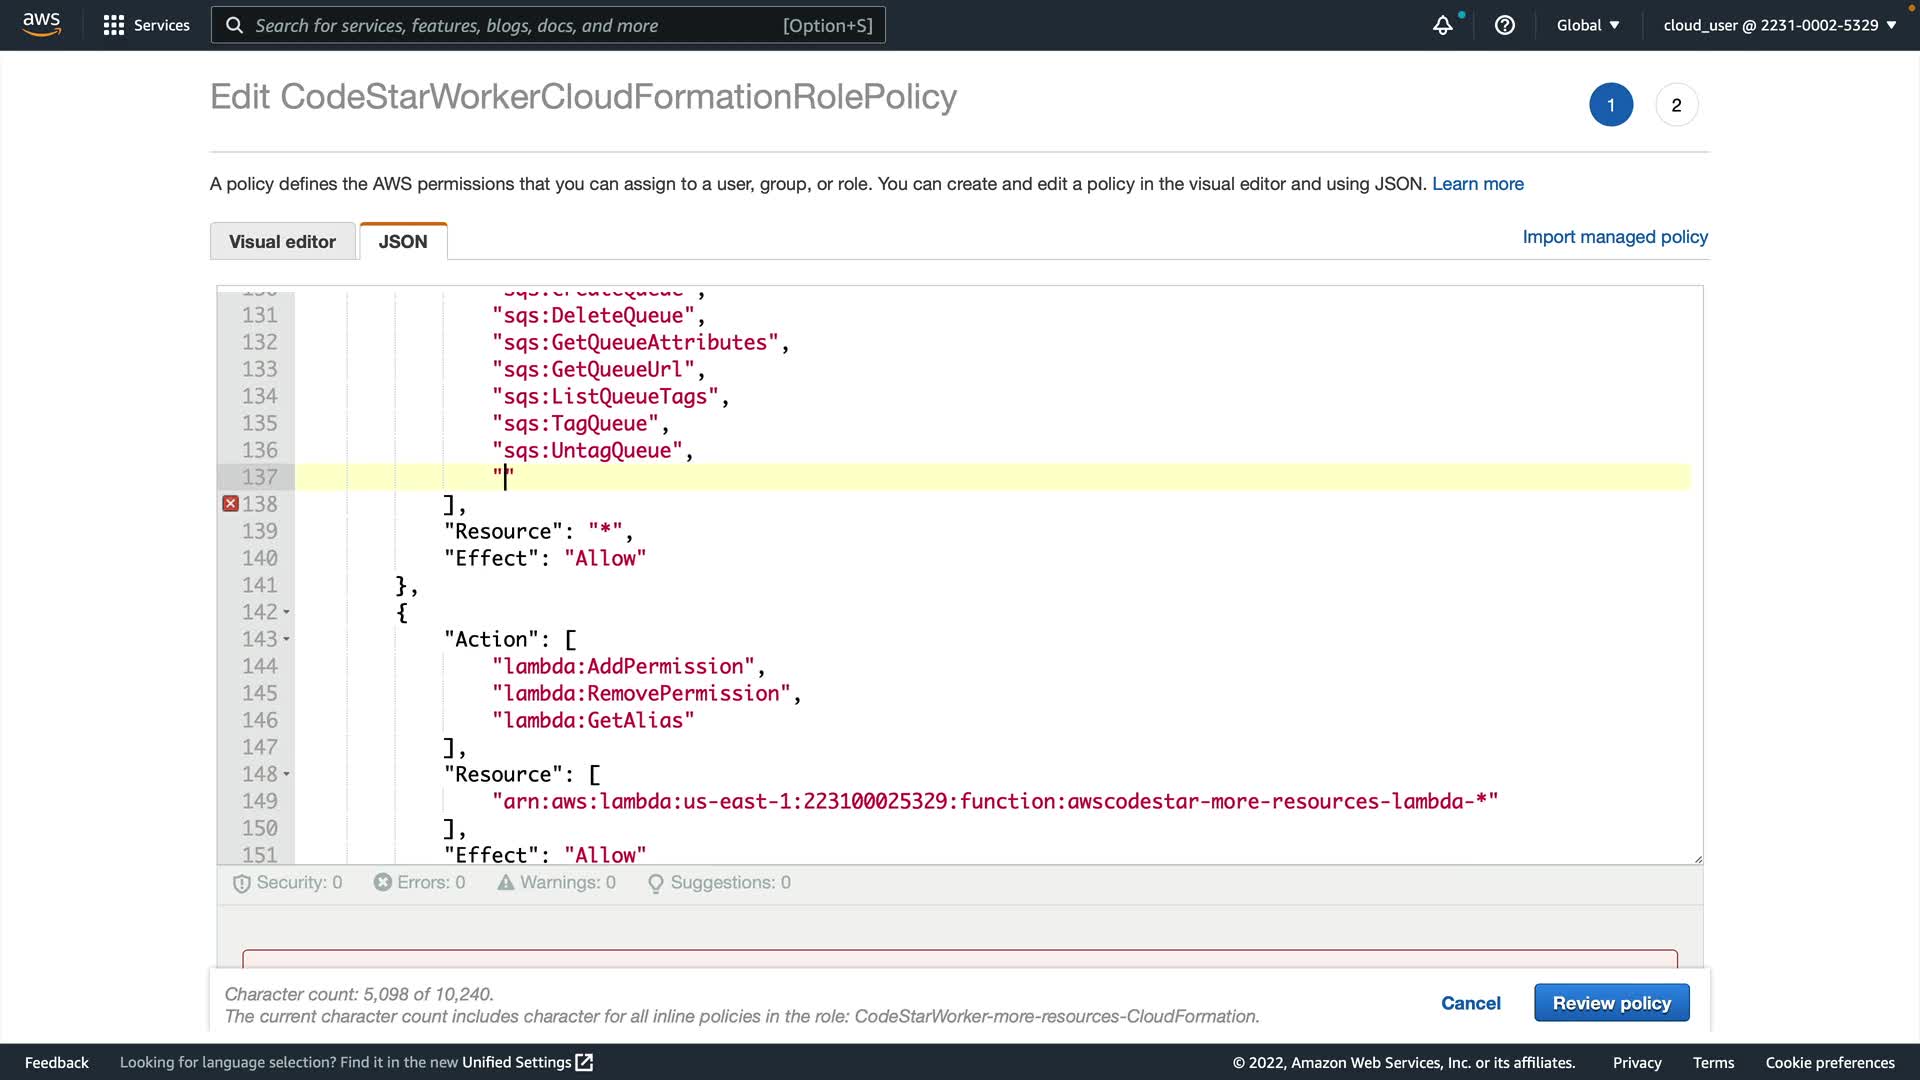 aws
Services
Search for services, features, blogs, docs, and more
[Option+S]
Global
cloud_user @ 2231-0002-5329
Edit CodeStarWorkerCloudFormationRolePolicy
1
2
A policy defines the AWS permissions that you can assign to a user, group, or role. You can create and edit a policy in the visual editor and using JSON. Learn more
Visual editor
JSON
Import managed policy
130 "sqs:CreateQueue",
131 "sqs:DeleteQueue",
132 "sqs:GetQueueAttributes",
133 "sqs:GetQueueUrl",
134 "sqs:ListQueueTags",
135 "sqs:TagQueue",
136 "sqs:UntagQueue",
137 ""
138 ],
139 "Resource": "*",
140 "Effect": "Allow"
141 },
142 {
143 "Action": [
144 "lambda:AddPermission",
145 "lambda:RemovePermission",
146 "lambda:GetAlias"
147 ],
148 "Resource": [
149 "arn:aws:lambda:us-east-1:223100025329:function:awscodestar-more-resources-lambda-*"
150 ],
151 "Effect": "Allow"
Security: 0
Errors: 0
Warnings: 0
Suggestions: 0
Character count: 5,098 of 10,240.
The current character count includes character for all inline policies in the role: CodeStarWorker-more-resources-CloudFormation.
Cancel
Review policy
Feedback
Looking for language selection? Find it in the new Unified Settings
© 2022, Amazon Web Services, Inc. or its affiliates.
Privacy
Terms
Cookie preferences